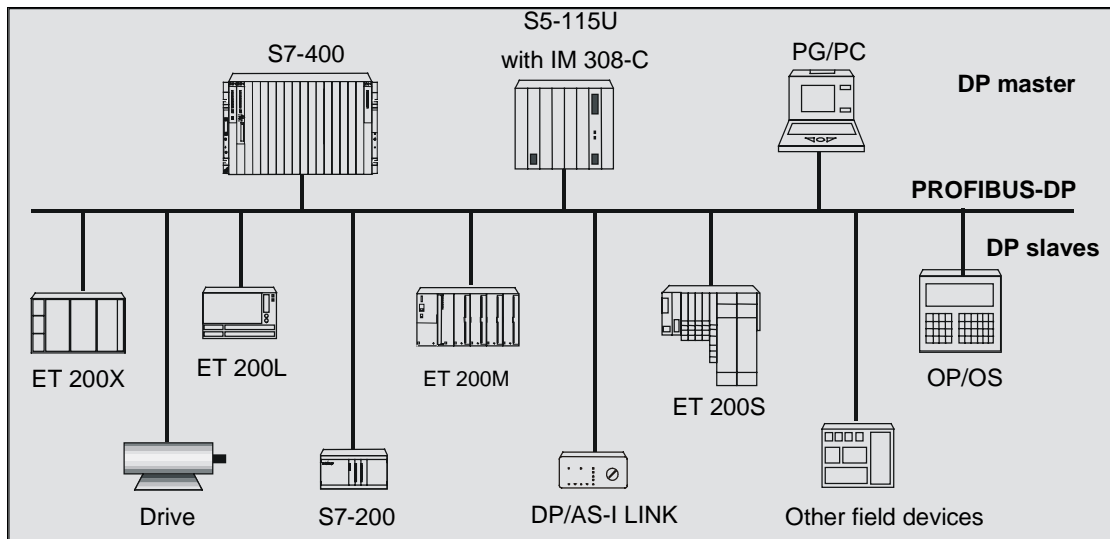 S5-115U
S7-400
with IM 308-C
PG/PC
DP master
PROFIBUS-DP
DP slaves
ET 200X
ET 200L
ET 200M
ET 200S
OP/OS
Drive
S7-200
DP/AS-I LINK
Other field devices